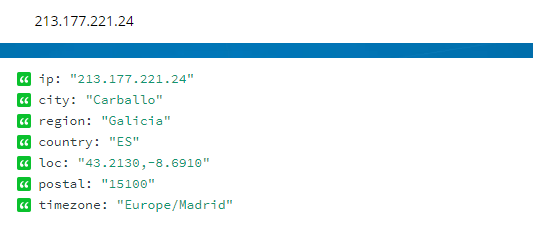 213.177.221.24
ip: "213.177.221.24"
city: "Carballo"
region: "Galicia"
country: "ES"
loc: "43.2130,-8.6910"
postal: "15100"
timezone: "Europe/Madrid"